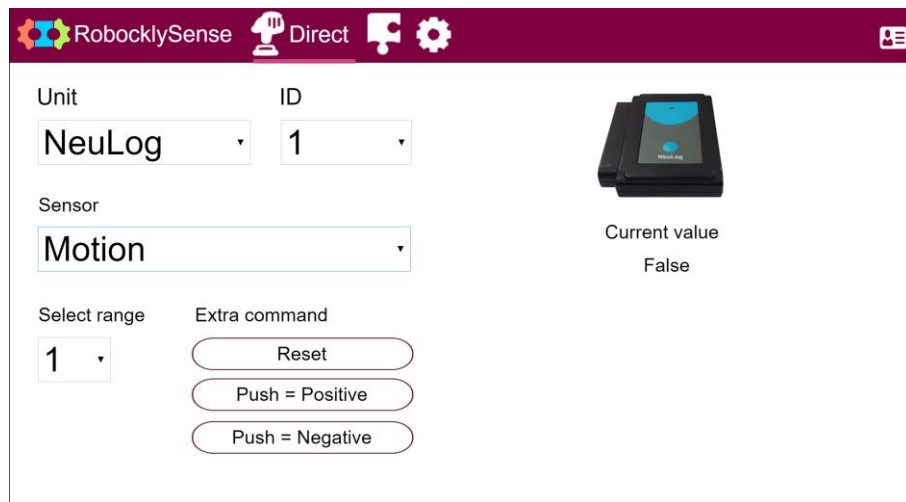 RobocklySense Direct
Unit ID
NeuLog 1
Sensor
Motion
Select range Extra command
1 Reset
Push = Positive
Push = Negative
NeuLog
Current value
False